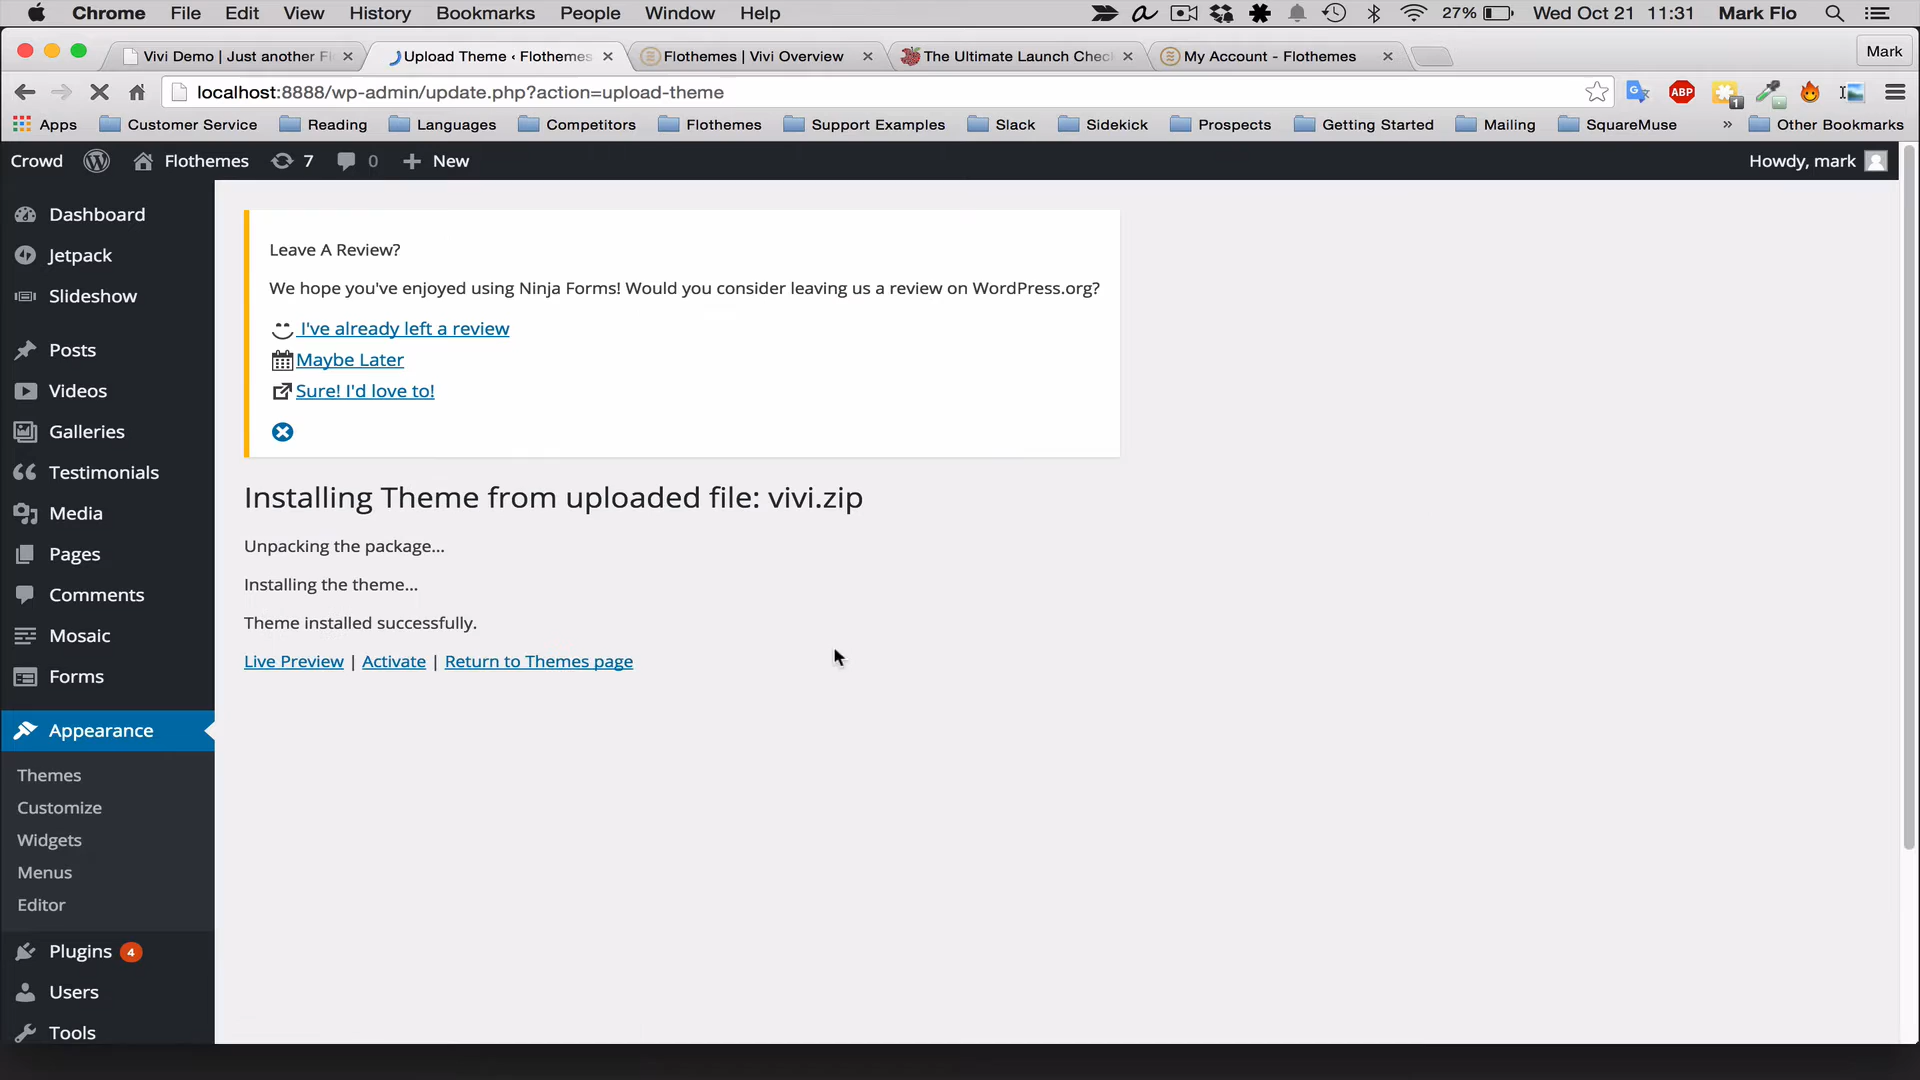 Chrome File Edit View History Bookmarks People Window Help 27% Wed Oct 21 11:31 Mark Flo
Vivi Demo | Just another Fl Upload Theme ‹ Flothemes Flothemes | Vivi Overview The Ultimate Launch Chec My Account - Flothemes Mark
localhost:8888/wp-admin/update.php?action=upload-theme ABP 1
Apps Customer Service Reading Languages Competitors Flothemes Support Examples Slack Sidekick Prospects Getting Started Mailing SquareMuse » Other Bookmarks
Crowd Flothemes 7 0 New Howdy, mark
Dashboard
Jetpack
Slideshow
Posts
Videos
Galleries
Testimonials
Media
Pages
Comments
Mosaic
Forms
Appearance
Themes
Customize
Widgets
Menus
Editor
Plugins 4
Users
Tools
Leave A Review?
We hope you've enjoyed using Ninja Forms! Would you consider leaving us a review on WordPress.org?
I've already left a review
Maybe Later
Sure! I'd love to!
Installing Theme from uploaded file: vivi.zip
Unpacking the package...
Installing the theme...
Theme installed successfully.
Live Preview | Activate | Return to Themes page